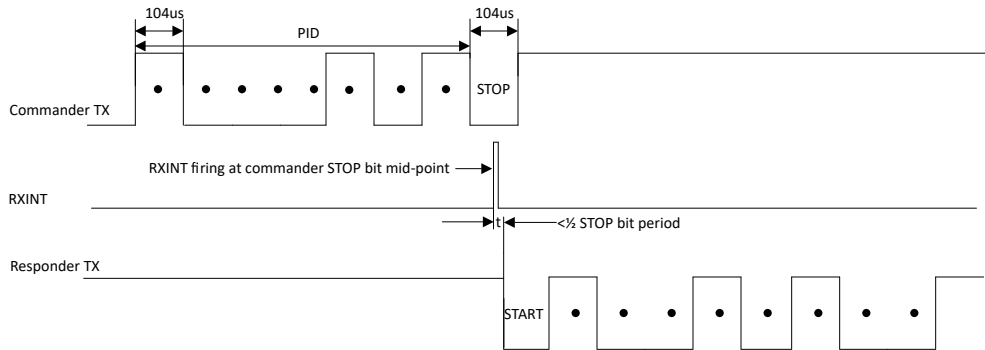 104us
104us
PID
STOP
Commander TX
RXINT firing at commander STOP bit mid-point
RXINT
t
<½ STOP bit period
Responder TX
START